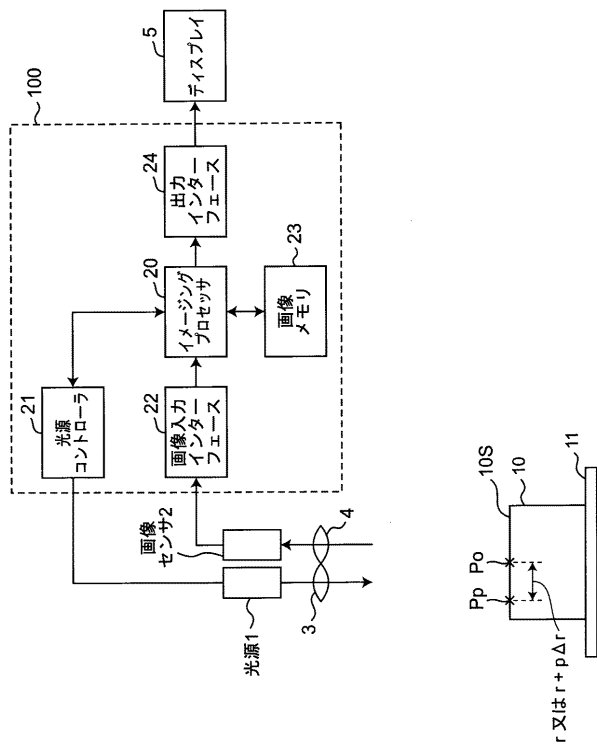 100
21
光源
コントローラ
22
画像入力
インター
フェース
20
イメージング
プロセッサ
23
画像
メモリ
24
出力
インター
フェース
5
ディスプレイ
光源1
画像
センサ2
3
4
Pp
Po
10S
10
11
r 又は r+pΔr